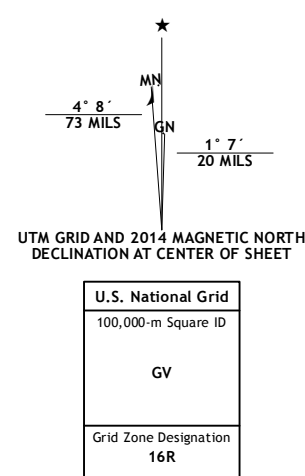 ★
MN
GN
4° 8´
73 MILS
1° 7´
20 MILS
UTM GRID AND 2014 MAGNETIC NORTH
DECLINATION AT CENTER OF SHEET
U.S. National Grid
100,000-m Square ID
GV
Grid Zone Designation
16R